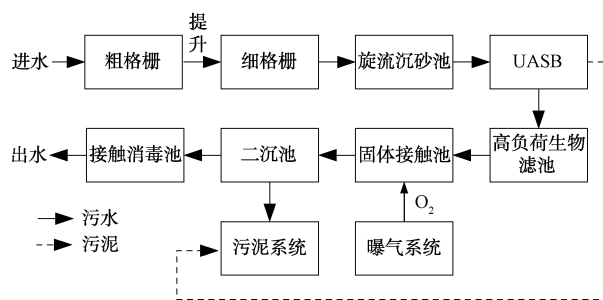 提
升
进水
粗格栅
细格栅
旋流沉砂池
UASB
出水
接触消毒池
二沉池
固体接触池
高负荷生物
滤池
O₂
污水
污泥
污泥系统
曝气系统